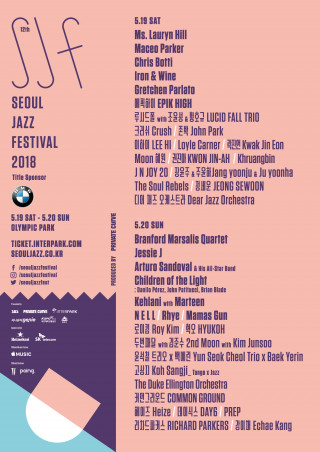 12th
SJF
SEOUL
JAZZ
FESTIVAL
2018
Title Sponsor
BMW
5.19 SAT - 5.20 SUN
OLYMPIC PARK
TICKET.INTERPARK.COM
SEOULJAZZ.CO.KR
/seouljazzfestival
@seouljazzfestival
/seouljazzfestival
PRODUCED BY PRIVATE CURVE
PRIVATE CURVE
genie
Heineken
SK telecom
MUSIC
5.19 SAT
Ms. Lauryn Hill
Maceo Parker
Chris Botti
Iron & Wine
Gretchen Parlato
에픽하이 EPIK HIGH
루시드폴 with 조윤성 & 황호규 LUCID FALL TRIO
크러쉬 Crush / 존박 John Park
이하이 LEE HI / Loyle Carner / 곽진언 Kwak Jin Eon
Moon 혜원 / 권진아 KWON JIN-AH / Khruangbin
J N JOY 20 / 장윤주 & 주윤하 Jang yoonju & Ju yoonha
The Soul Rebels / 정세운 JEONG SEWOON
디어 재즈 오케스트라 Dear Jazz Orchestra
5.20 SUN
Branford Marsalis Quartet
Jessie J
Arturo Sandoval & His All-Star Band
Children of the Light
: Danilo Pérez, John Patitucci, Brian Blade
Kehlani with Marteen
N E L L / Rhye / Mamas Gun
로이킴 Roy Kim / 혁오 HYUKOH
두번째달 with 김준수 2nd Moon with Kim Junsoo
윤석철 트리오 x 백예린 Yun Seok Cheol Trio x Baek Yerin
고상지 Koh Sangji_Tango x Jazz
The Duke Ellington Orchestra
커먼그라운드 COMMON GROUND
헤이즈 Heize / 데이식스 DAY6 / PREP
리차드파커스 RICHARD PARKERS / 강이채 Echae Kang